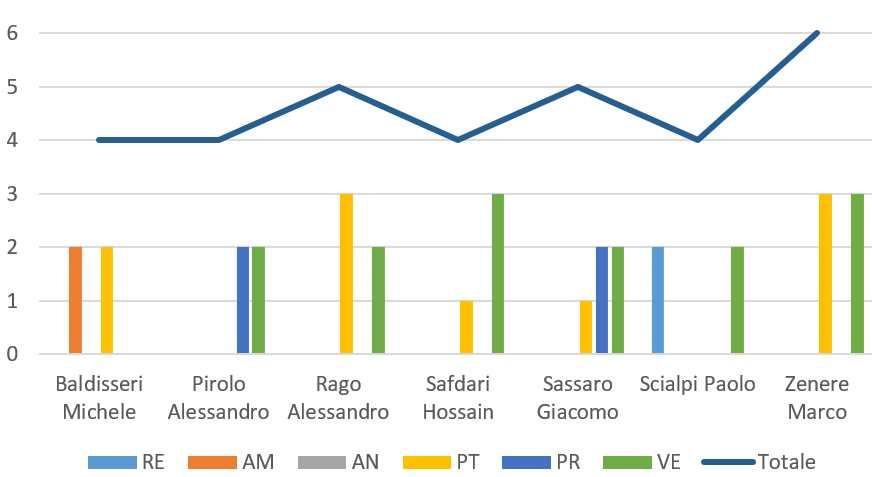 6
5
4
3
2
1
0
Baldisseri Pirolo Rago Safdari Sassaro Scialpi Paolo Zenere
Michele Alessandro Alessandro Hossain Giacomo Marco
RE AM AN PT PR VE Totale